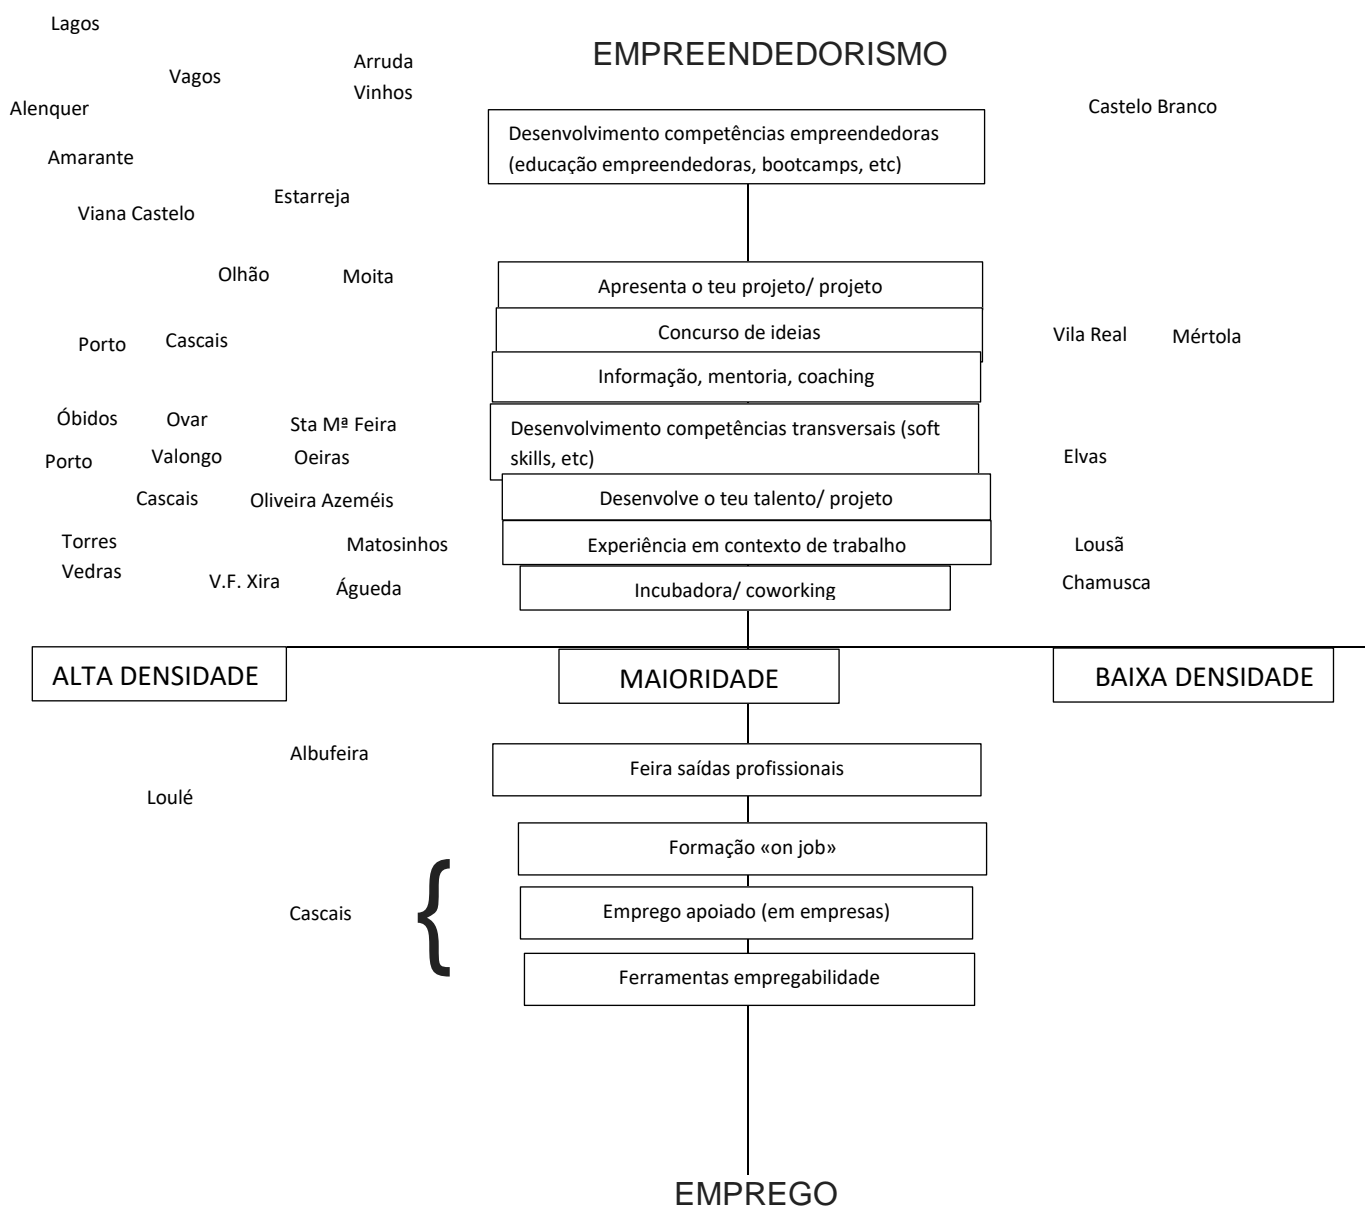 Lagos
EMPREENDEDORISMO
Arruda
Vinhos
Vagos
Alenquer
Castelo Branco
Desenvolvimento competências empreendedoras
(educação empreendedoras, bootcamps, etc)
Amarante
Estarreja
Viana Castelo
Olhão
Moita
Apresenta o teu projeto/ projeto
Porto
Cascais
Concurso de ideias
Vila Real
Mértola
Informação, mentoria, coaching
Óbidos
Ovar
Sta Mª Feira
Desenvolvimento competências transversais (soft
skills, etc)
Porto
Valongo
Oeiras
Elvas
Cascais
Oliveira Azeméis
Desenvolve o teu talento/ projeto
Torres
Vedras
Matosinhos
Experiência em contexto de trabalho
Lousã
V.F. Xira
Águeda
Incubadora/ coworking
Chamusca
ALTA DENSIDADE
MAIORIDADE
BAIXA DENSIDADE
Albufeira
Feira saídas profissionais
Loulé
Formação «on job»
Cascais
{
Emprego apoiado (em empresas)
Ferramentas empregabilidade
EMPREGO